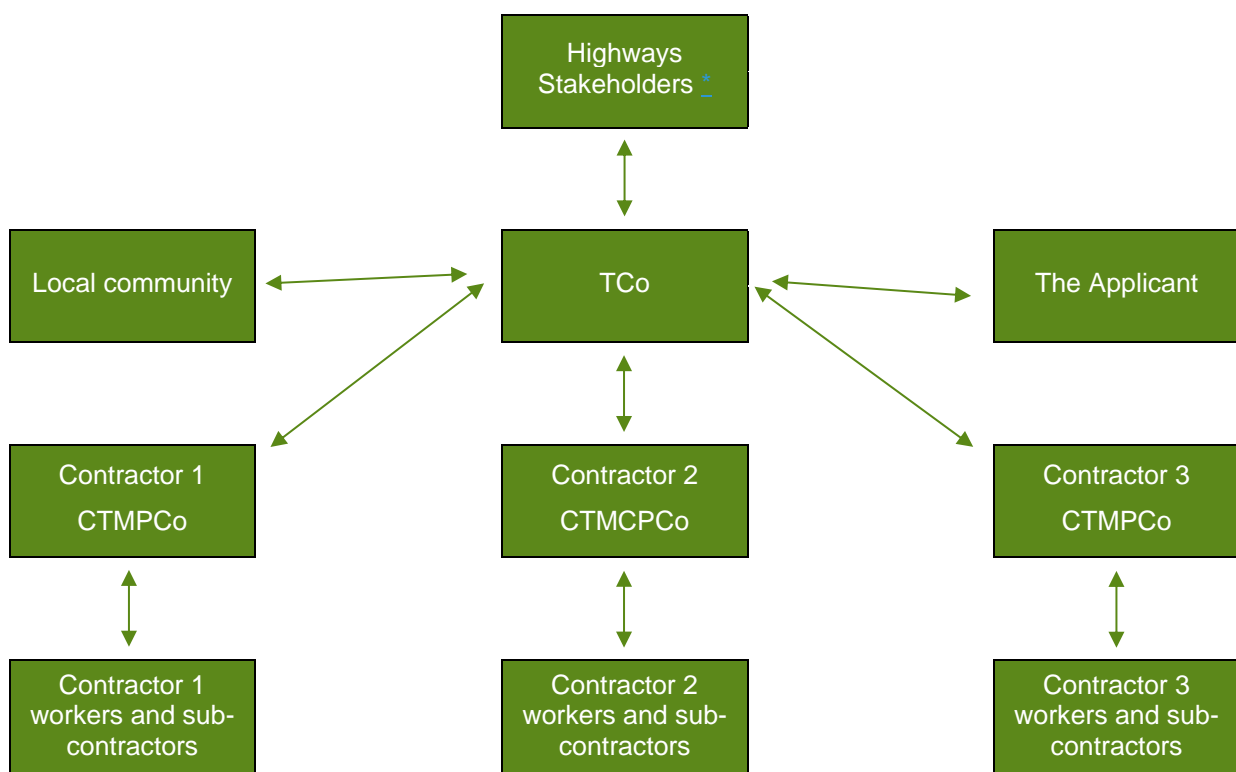 Highways
Stakeholders *
Local community
TCo
The Applicant
Contractor 1
CTMPCo
Contractor 2
CTMCPCo
Contractor 3
CTMPCo
Contractor 1
workers and sub-
contractors
Contractor 2
workers and sub-
contractors
Contractor 3
workers and sub-
contractors